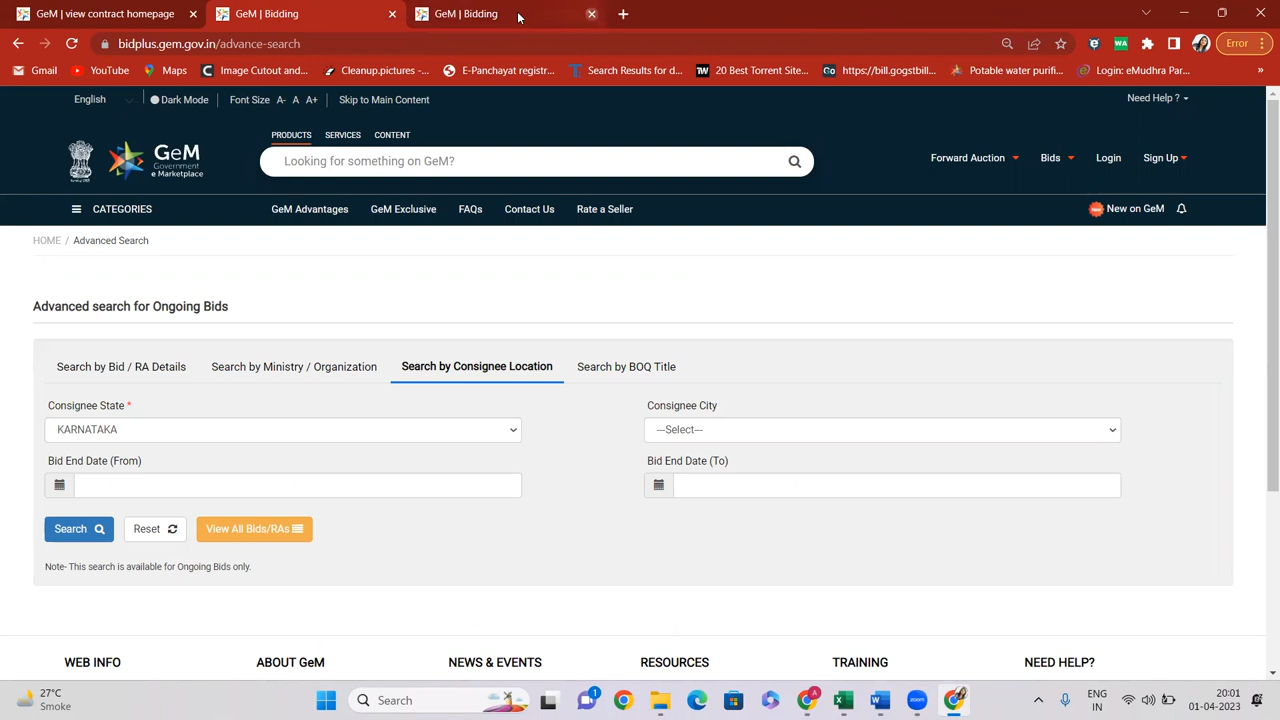 GeM | view contract homepage
GeM | Bidding
GeM | Bidding
bidplus.gem.gov.in/advance-search
Error
Gmail
YouTube
Maps
Image Cutout and...
Cleanup.pictures -...
E-Panchayat registr...
Search Results for d...
20 Best Torrent Site...
https://bill.gogstbill...
Potable water purifi...
Login: eMudhra Par...
»
English
Dark Mode
Font Size A- A A+
Skip to Main Content
Need Help ?
PRODUCTS SERVICES CONTENT
GeM
Government
e Marketplace
Looking for something on GeM?
Forward Auction
Bids
Login
Sign Up
CATEGORIES
GeM Advantages
GeM Exclusive
FAQs
Contact Us
Rate a Seller
New on GeM
HOME / Advanced Search
Advanced search for Ongoing Bids
Search by Bid / RA Details
Search by Ministry / Organization
Search by Consignee Location
Search by BOQ Title
Consignee State *
Consignee City
KARNATAKA
---Select---
Bid End Date (From)
Bid End Date (To)
Search
Reset
View All Bids/RAs
Note- This search is available for Ongoing Bids only.
WEB INFO
ABOUT GeM
NEWS & EVENTS
RESOURCES
TRAINING
NEED HELP?
27°C
Smoke
Search
1
zoom
ENG
IN
20:01
01-04-2023